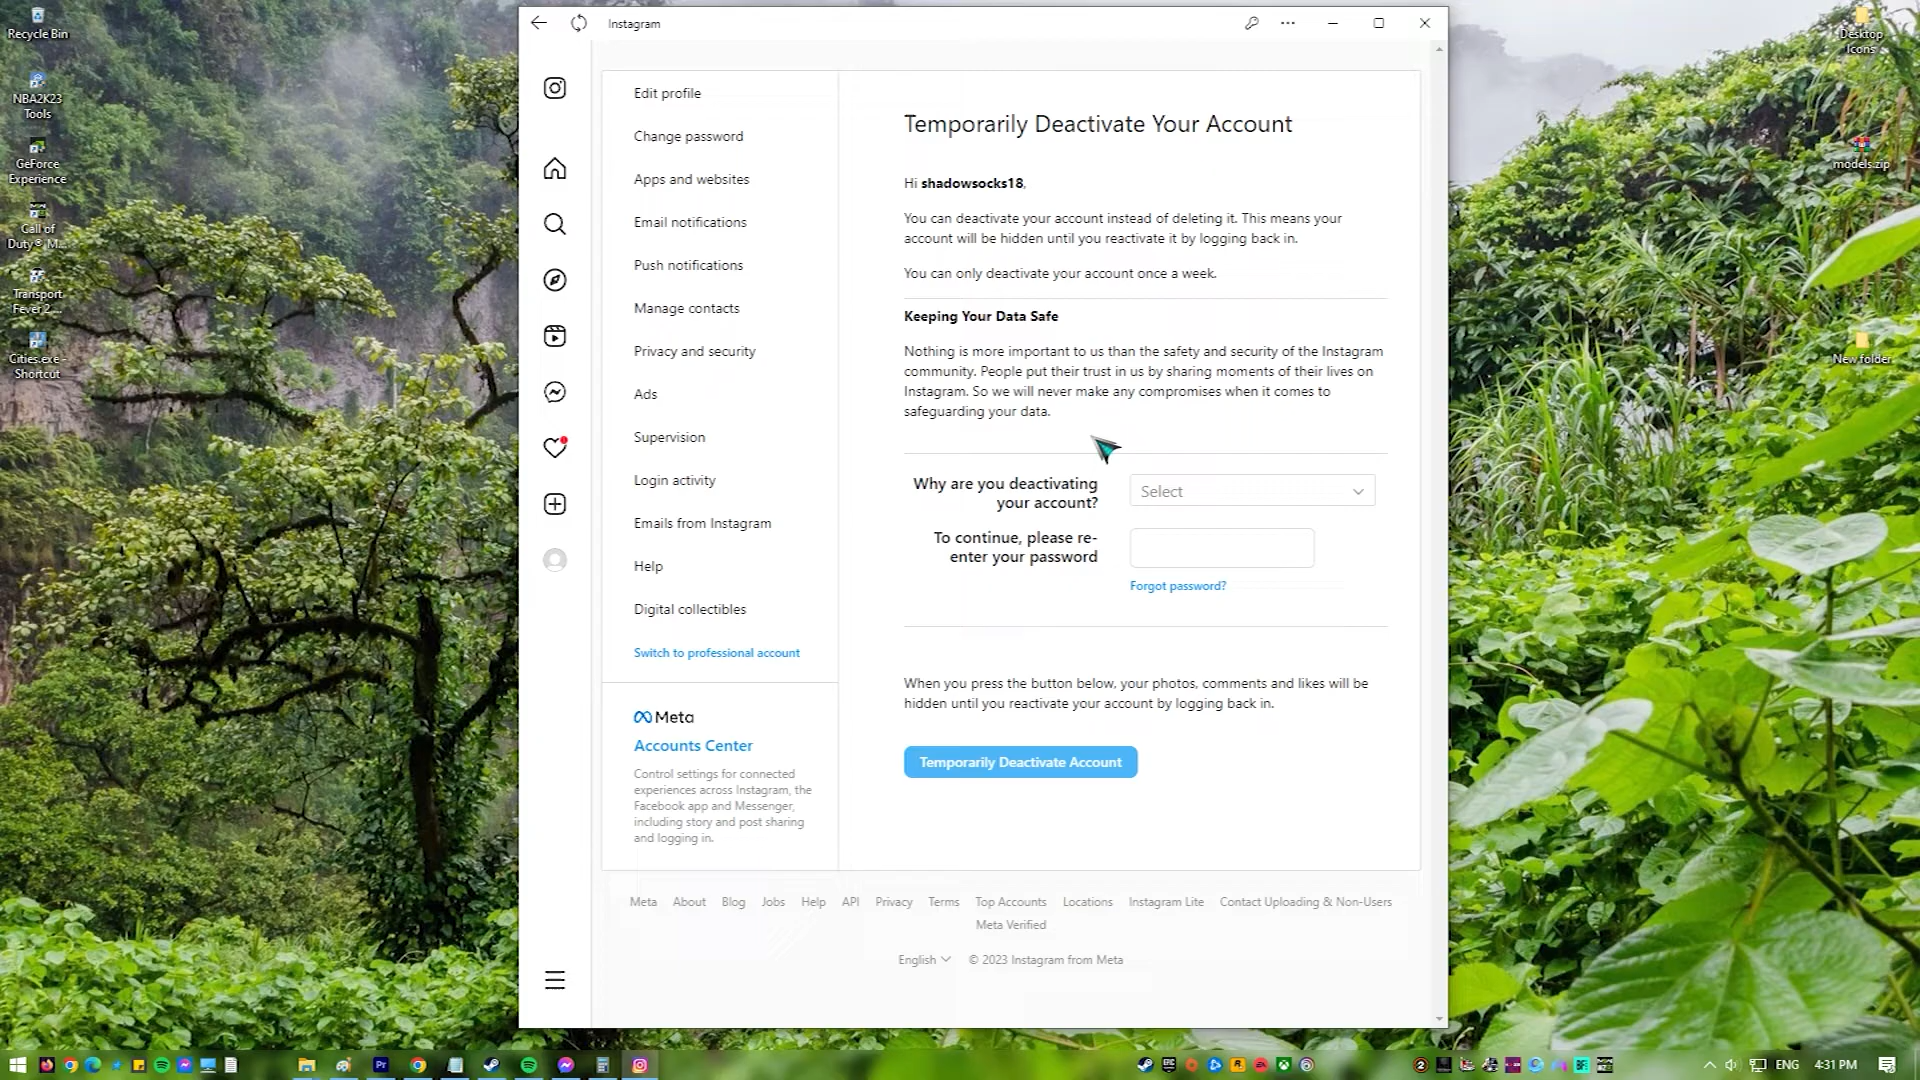 Recycle Bin
NBA2K23
Tools
GeForce
Experience
Call of
Duty® M...
Transport
Fever 2 ...
Cities.exe -
Shortcut
Instagram
Edit profile
Change password
Apps and websites
Email notifications
Push notifications
Manage contacts
Privacy and security
Ads
Supervision
Login activity
Emails from Instagram
Help
Digital collectibles
Switch to professional account
Meta
Accounts Center
Control settings for connected
experiences across Instagram, the
Facebook app and Messenger,
including story and post sharing
and logging in.
Temporarily Deactivate Your Account
Hi shadowsocks18,
You can deactivate your account instead of deleting it. This means your
account will be hidden until you reactivate it by logging back in.
You can only deactivate your account once a week.
Keeping Your Data Safe
Nothing is more important to us than the safety and security of the Instagram
community. People put their trust in us by sharing moments of their lives on
Instagram. So we will never make any compromises when it comes to
safeguarding your data.
Why are you deactivating
your account?
Select
To continue, please re-
enter your password
Forgot password?
When you press the button below, your photos, comments and likes will be
hidden until you reactivate your account by logging back in.
Temporarily Deactivate Account
Meta About Blog Jobs Help API Privacy Terms Top Accounts Locations Instagram Lite Contact Uploading & Non-Users
Meta Verified
English © 2023 Instagram from Meta
Desktop
Icons
models.zip
New folder
Pr
EPIC
ENG
4:31 PM